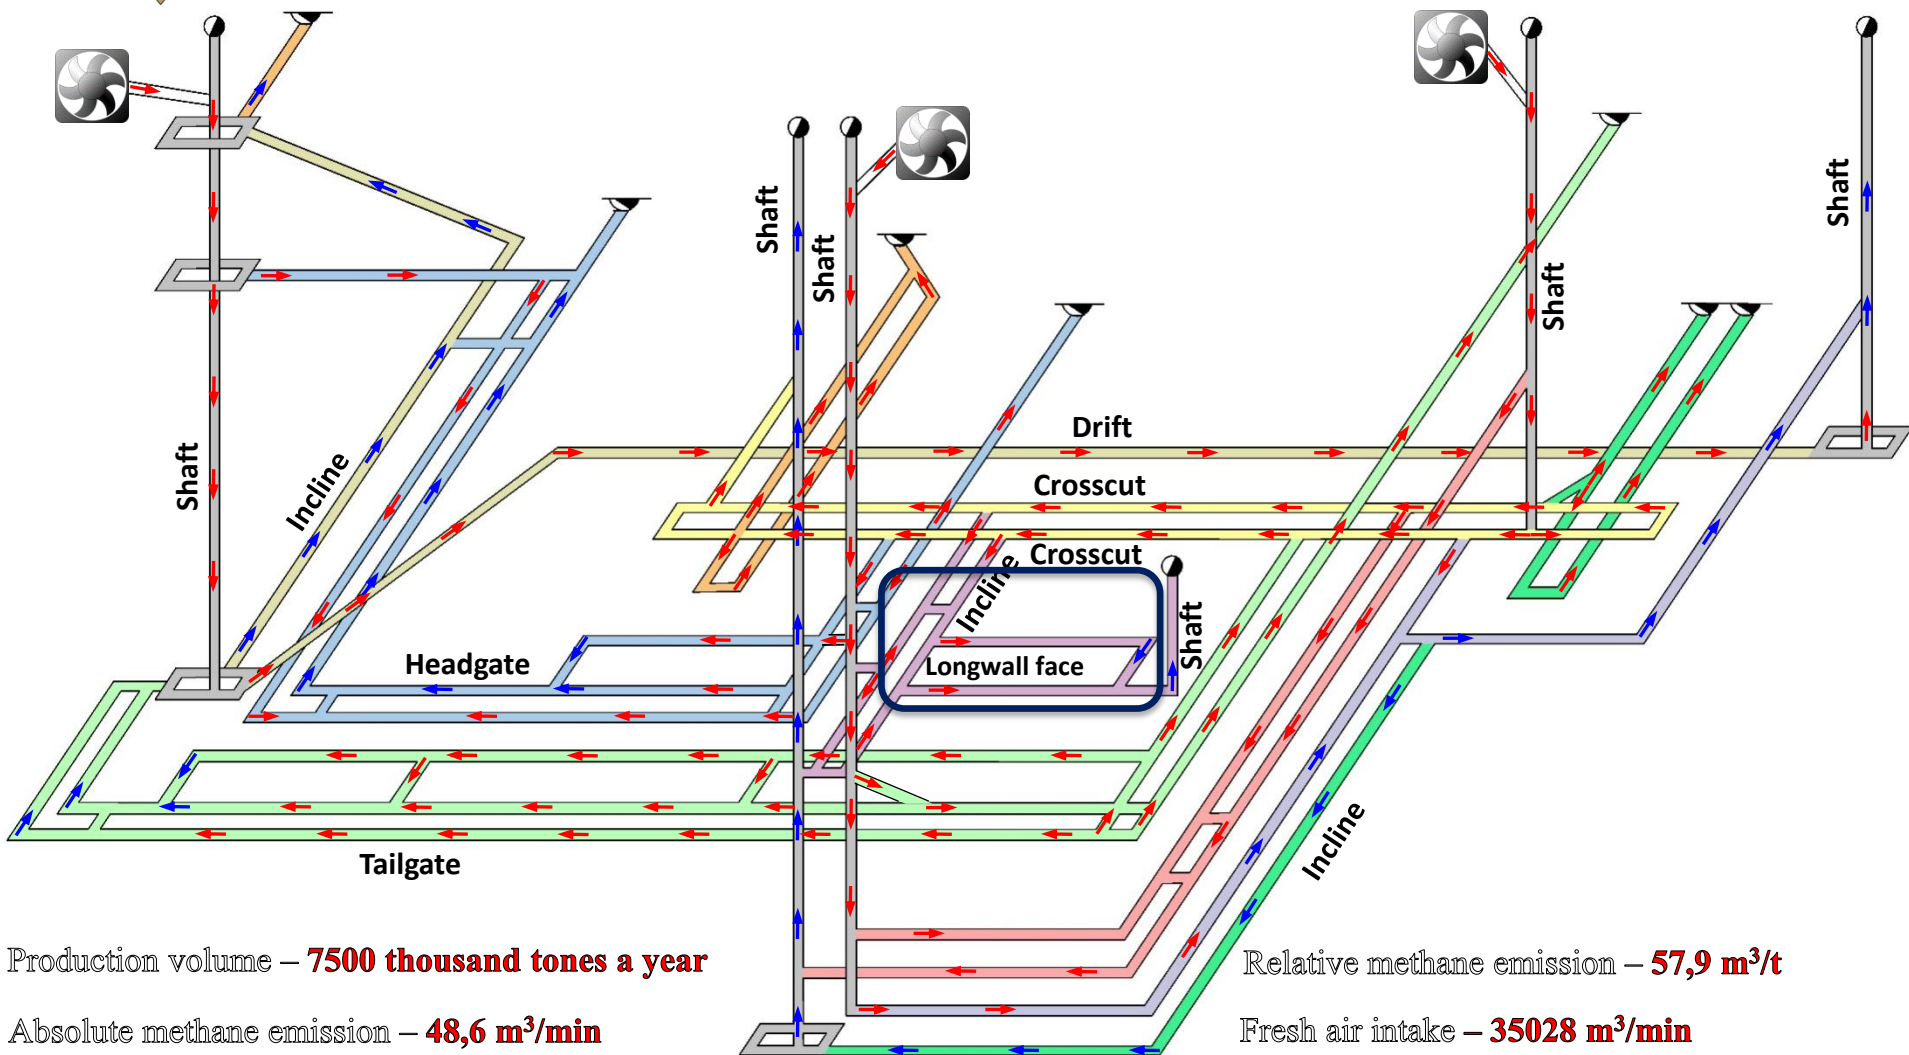 Shaft
Shaft
Shaft
Shaft
Shaft
Incline
Drift
Crosscut
Crosscut
Incline
Shaft
Headgate
Longwall face
Tailgate
Incline
Production volume – 7500 thousand tones a year
Relative methane emission – 57,9 m³/t
Absolute methane emission – 48,6 m³/min
Fresh air intake – 35028 m³/min